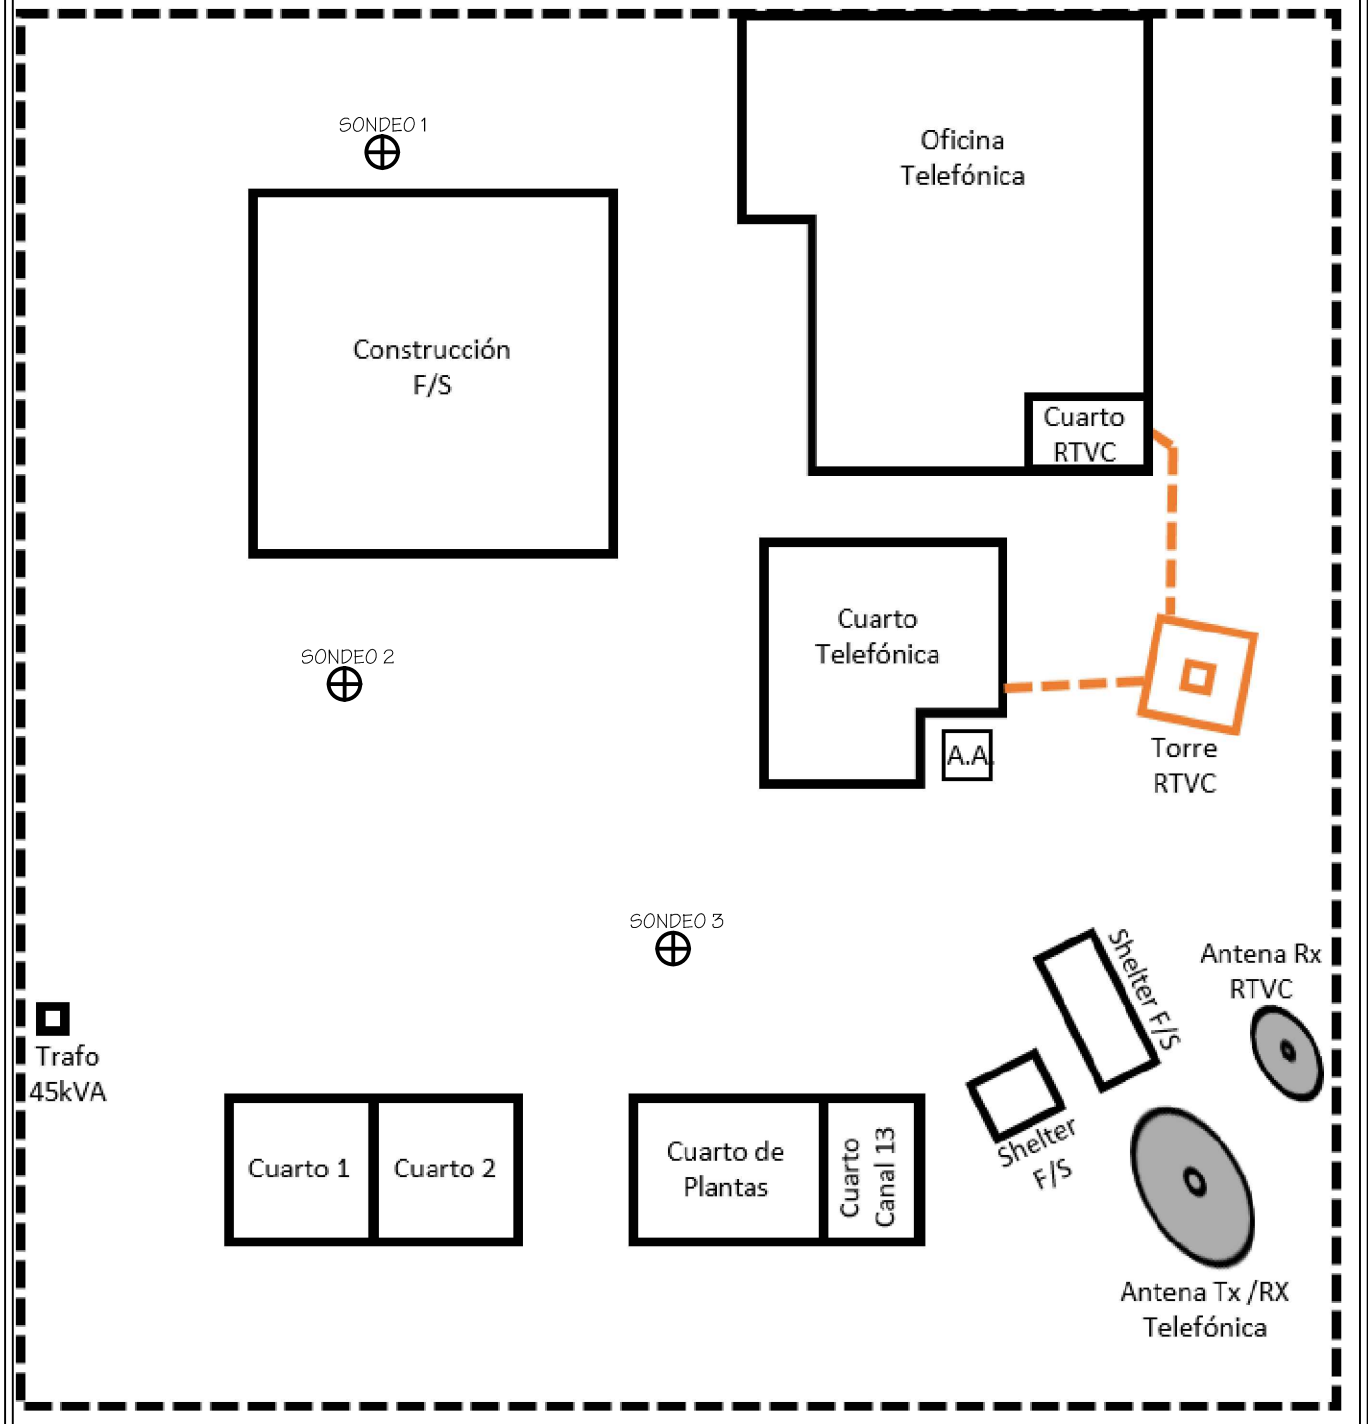 SONDEO 1
Oficina
Telefónica
Construcción
F/S
Cuarto
RTVC
Cuarto
Telefónica
SONDEO 2
A.A.
Torre
RTVC
SONDEO 3
Shelter F/S
Antena Rx
RTVC
Trafo
45kVA
Cuarto 1
Cuarto 2
Cuarto de
Plantas
Cuarto
Canal 13
Shelter
F/S
Antena Tx /RX
Telefónica